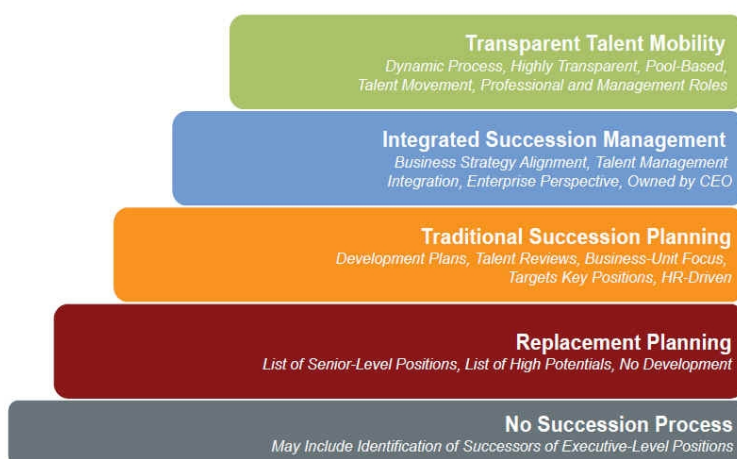 Transparent Talent Mobility
Dynamic Process, Highly Transparent, Pool-Based,
Talent Movement, Professional and Management Roles
Integrated Succession Management
Business Strategy Alignment, Talent Management
Integration, Enterprise Perspective, Owned by CEO
Traditional Succession Planning
Development Plans, Talent Reviews, Business-Unit Focus,
Targets Key Positions, HR-Driven
Replacement Planning
List of Senior-Level Positions, List of High Potentials, No Development
No Succession Process
May Include Identification of Successors of Executive-Level Positions